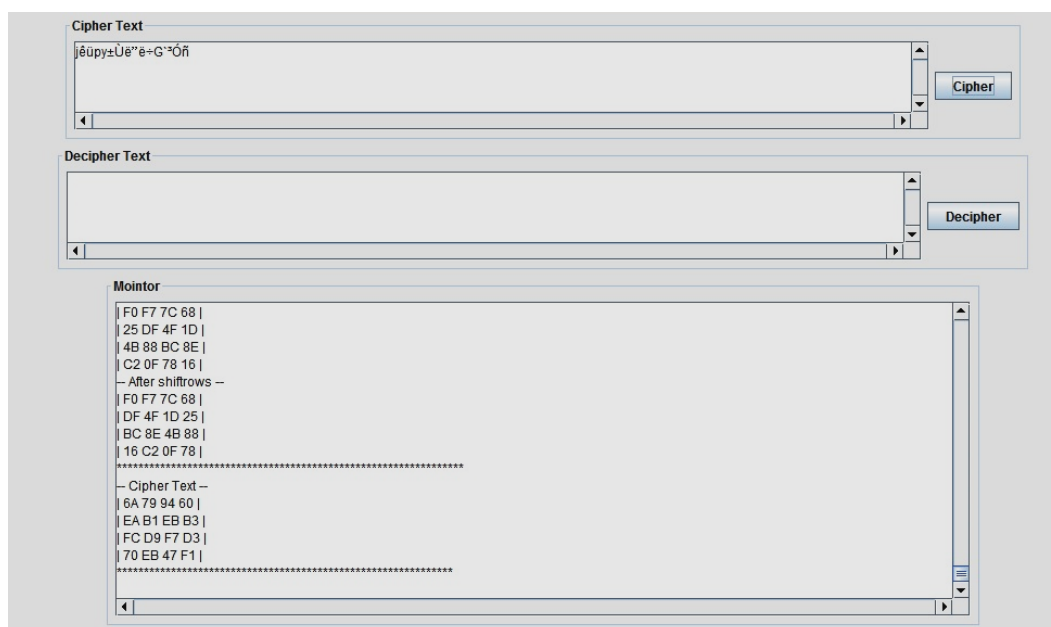 Cipher Text
jêüpy±Ùë”ë÷G`³Óñ
Cipher
Decipher Text
Decipher
Mointor
| F0 F7 7C 68 |
| 25 DF 4F 1D |
| 4B 88 BC 8E |
| C2 0F 78 16 |
-- After shiftrows --
| F0 F7 7C 68 |
| DF 4F 1D 25 |
| BC 8E 4B 88 |
| 16 C2 0F 78 |
****************************************************************
-- Cipher Text --
| 6A 79 94 60 |
| EA B1 EB B3 |
| FC D9 F7 D3 |
| 70 EB 47 F1 |
**************************************************************